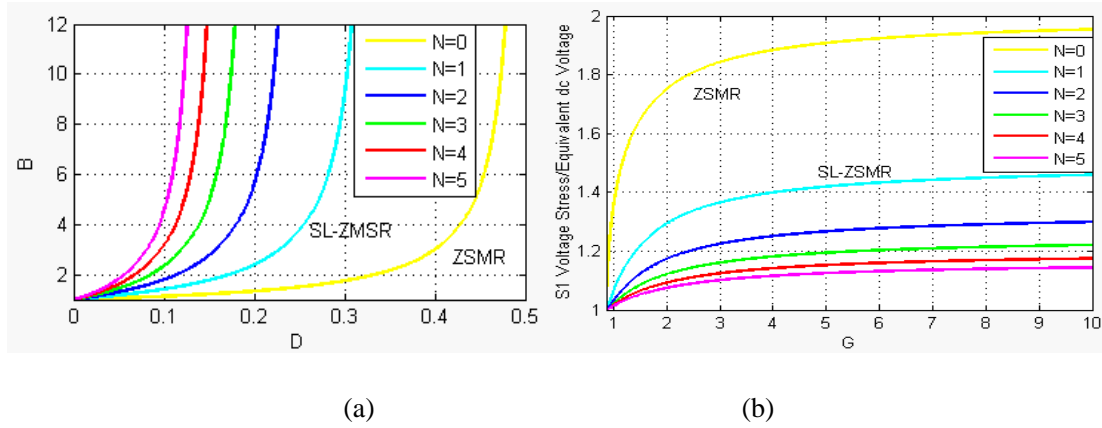 12
10
8
6
4
2
0
0.1
0.2
0.3
0.4
0.5
B
D
N=0
N=1
N=2
N=3
N=4
N=5
SL-ZMSR
ZSMR
(a)
2
1.8
1.6
1.4
1.2
1
1
2
3
4
5
6
7
8
9
10
S1 Voltage Stress/Equivalent dc Voltage
G
N=0
N=1
N=2
N=3
N=4
N=5
ZSMR
SL-ZSMR
(b)